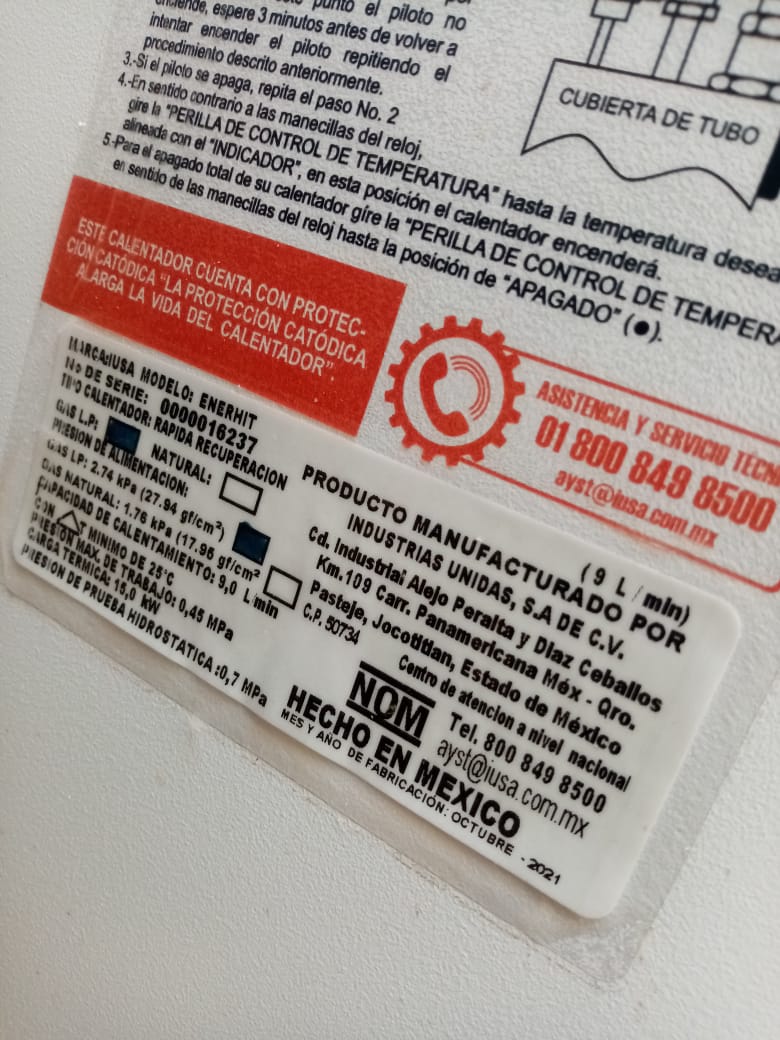 punto el piloto no
enciende, espere 3 minutos antes de volver a
intentar encender el piloto repitiendo el
procedimiento descrito anteriormente.
3.-Si el piloto se apaga, repita el paso No. 2
4.-En sentido contrario a las manecillas del reloj,
gire la "PERILLA DE CONTROL DE TEMPERATURA" hasta la temperatura desea
alineada con el "INDICADOR", en esta posición el calentador encenderá.
5.-Para el apagado total de su calentador gire la "PERILLA DE CONTROL DE TEMPERA
en sentido de las manecillas del reloj hasta la posición de "APAGADO" (●).
CUBIERTA DE TUBO
ESTE CALENTADOR CUENTA CON PROTEC-
CIÓN CATÓDICA "LA PROTECCIÓN CATÓDICA
ALARGA LA VIDA DEL CALENTADOR".
ASISTENCIA Y SERVICIO TÉCN
01 800 849 8500
ayst@iusa.com.mx
MARCA:IUSA MODELO: ENERHIT
No DE SERIE: 0000016237
TIPO CALENTADOR: RAPIDA RECUPERACION
GAS L.P: NATURAL:
PRESION DE ALIMENTACION:
GAS LP: 2.74 kPa (27.94 gf/cm²)
GAS NATURAL: 1.76 kPa (17.96 gf/cm²
CAPACIDAD DE CALENTAMIENTO: 9,0 L/min
CON △T MINIMO DE 25°C
PRESION MAX. DE TRABAJO: 0,45 MPa
CARGA TERMICA: 15,0 kW
PRESION DE PRUEBA HIDROSTATICA :0,7 MPa
(9 L/min)
PRODUCTO MANUFACTURADO POR
INDUSTRIAS UNIDAS, S.A DE C.V.
Cd. Industrial Alejo Peralta y Diaz Ceballos
Km.109 Carr. Panamericana Méx - Qro.
Pasteje, Jocotitlan, Estado de México
C.P. 50734
Centro de atencion a nivel nacional
Tel. 800 849 8500
ayst@iusa.com.mx
NOM
HECHO EN MEXICO
MES Y AÑO DE FABRICACIÓN: OCTUBRE - 2021